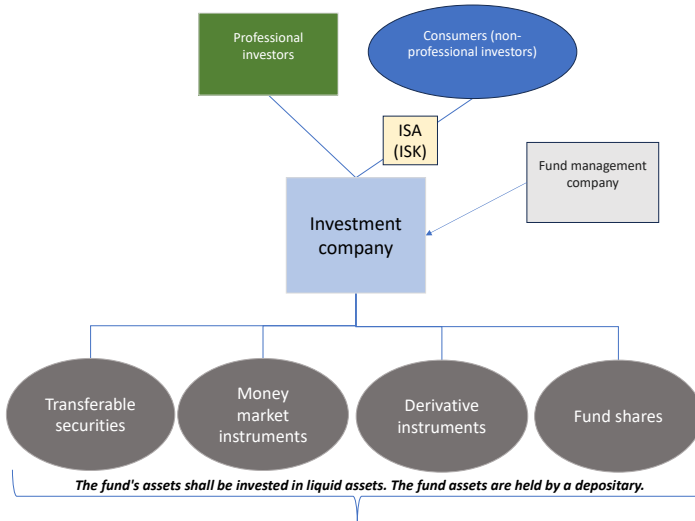 Professional
investors
Consumers (non-
professional investors)
ISA
(ISK)
Fund management
company
Investment
company
Transferable
securities
Money
market
instruments
Derivative
instruments
Fund shares
The fund's assets shall be invested in liquid assets. The fund assets are held by a depositary.